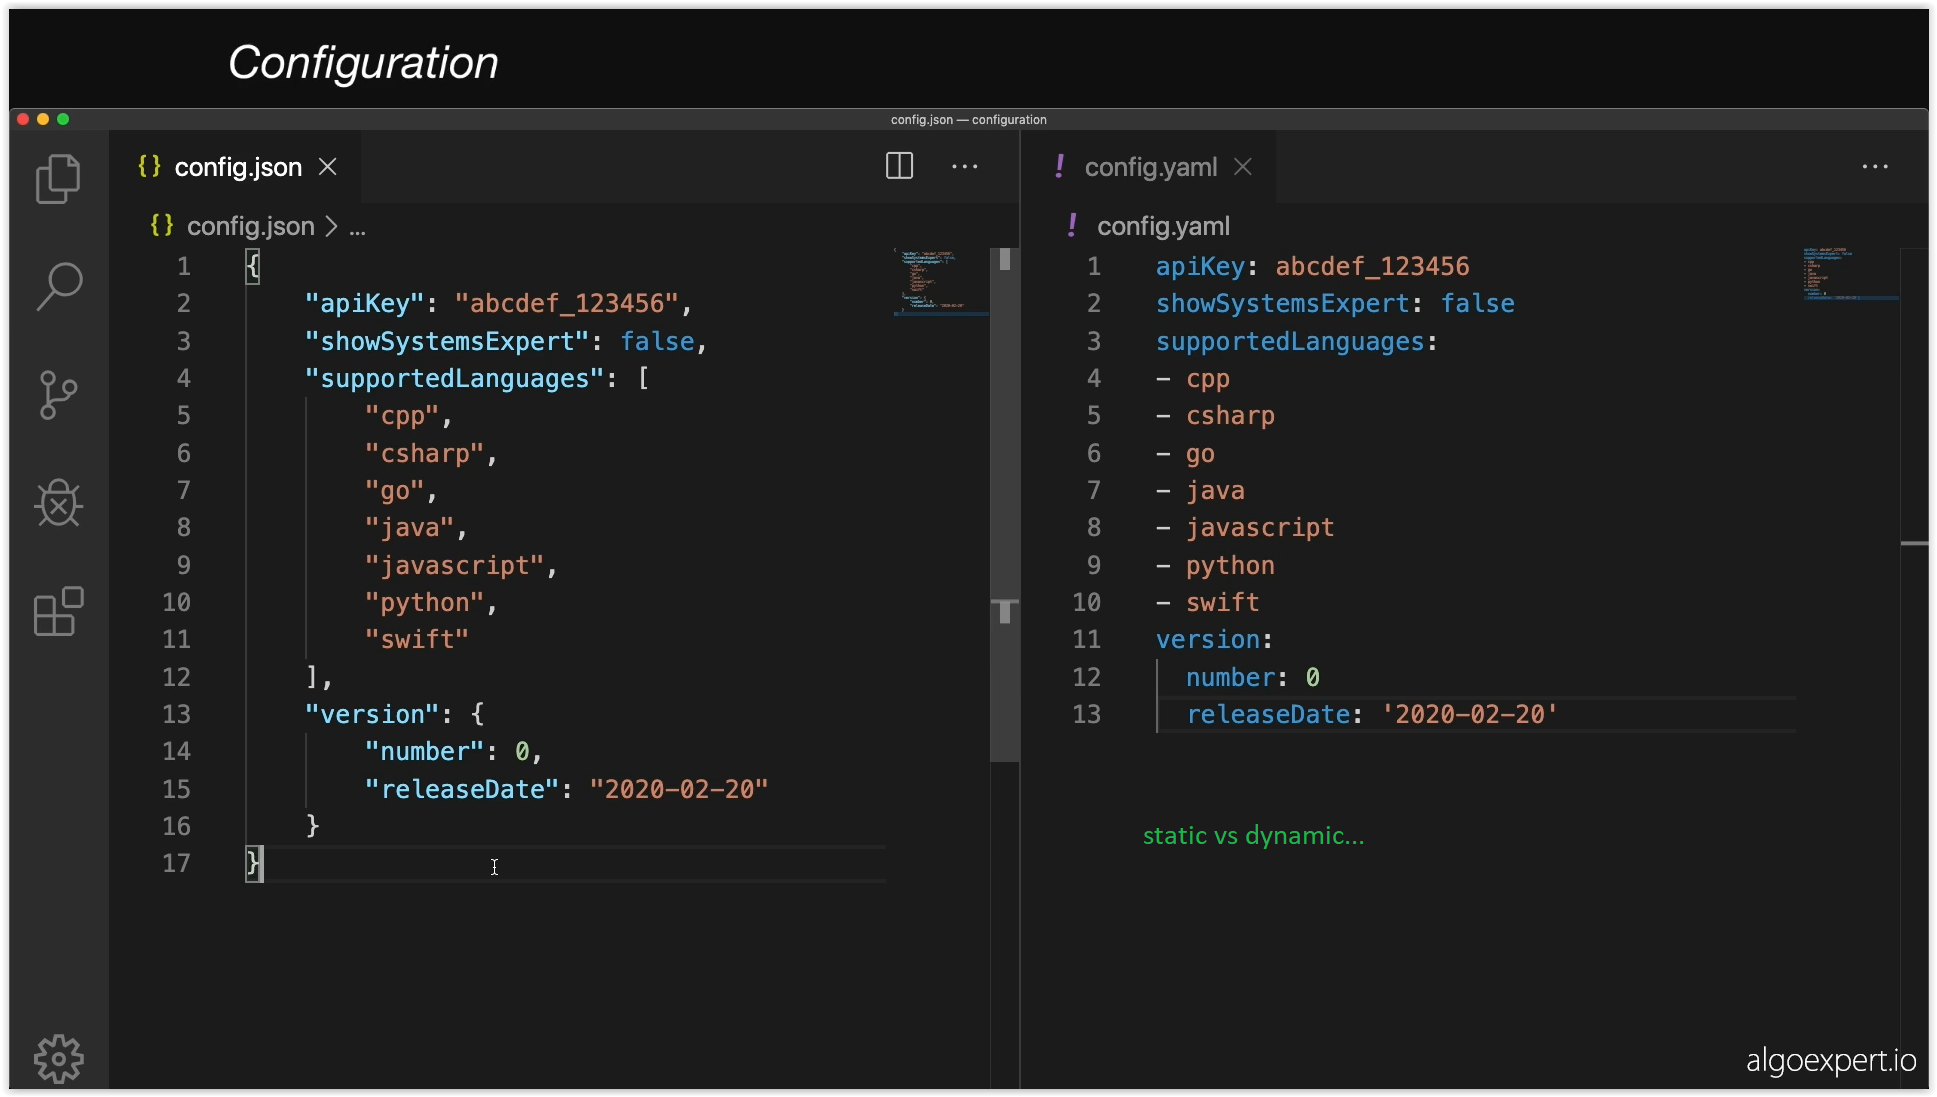 Configuration
config.json — configuration
{} config.json
{} config.json > ...
1 {
2 "apiKey": "abcdef_123456",
3 "showSystemsExpert": false,
4 "supportedLanguages": [
5 "cpp",
6 "csharp",
7 "go",
8 "java",
9 "javascript",
10 "python",
11 "swift"
12 ],
13 "version": {
14 "number": 0,
15 "releaseDate": "2020-02-20"
16 }
17 }
! config.yaml
! config.yaml
1 apiKey: abcdef_123456
2 showSystemsExpert: false
3 supportedLanguages:
4 - cpp
5 - csharp
6 - go
7 - java
8 - javascript
9 - python
10 - swift
11 version:
12 number: 0
13 releaseDate: '2020-02-20'
static vs dynamic...
algoexpert.io